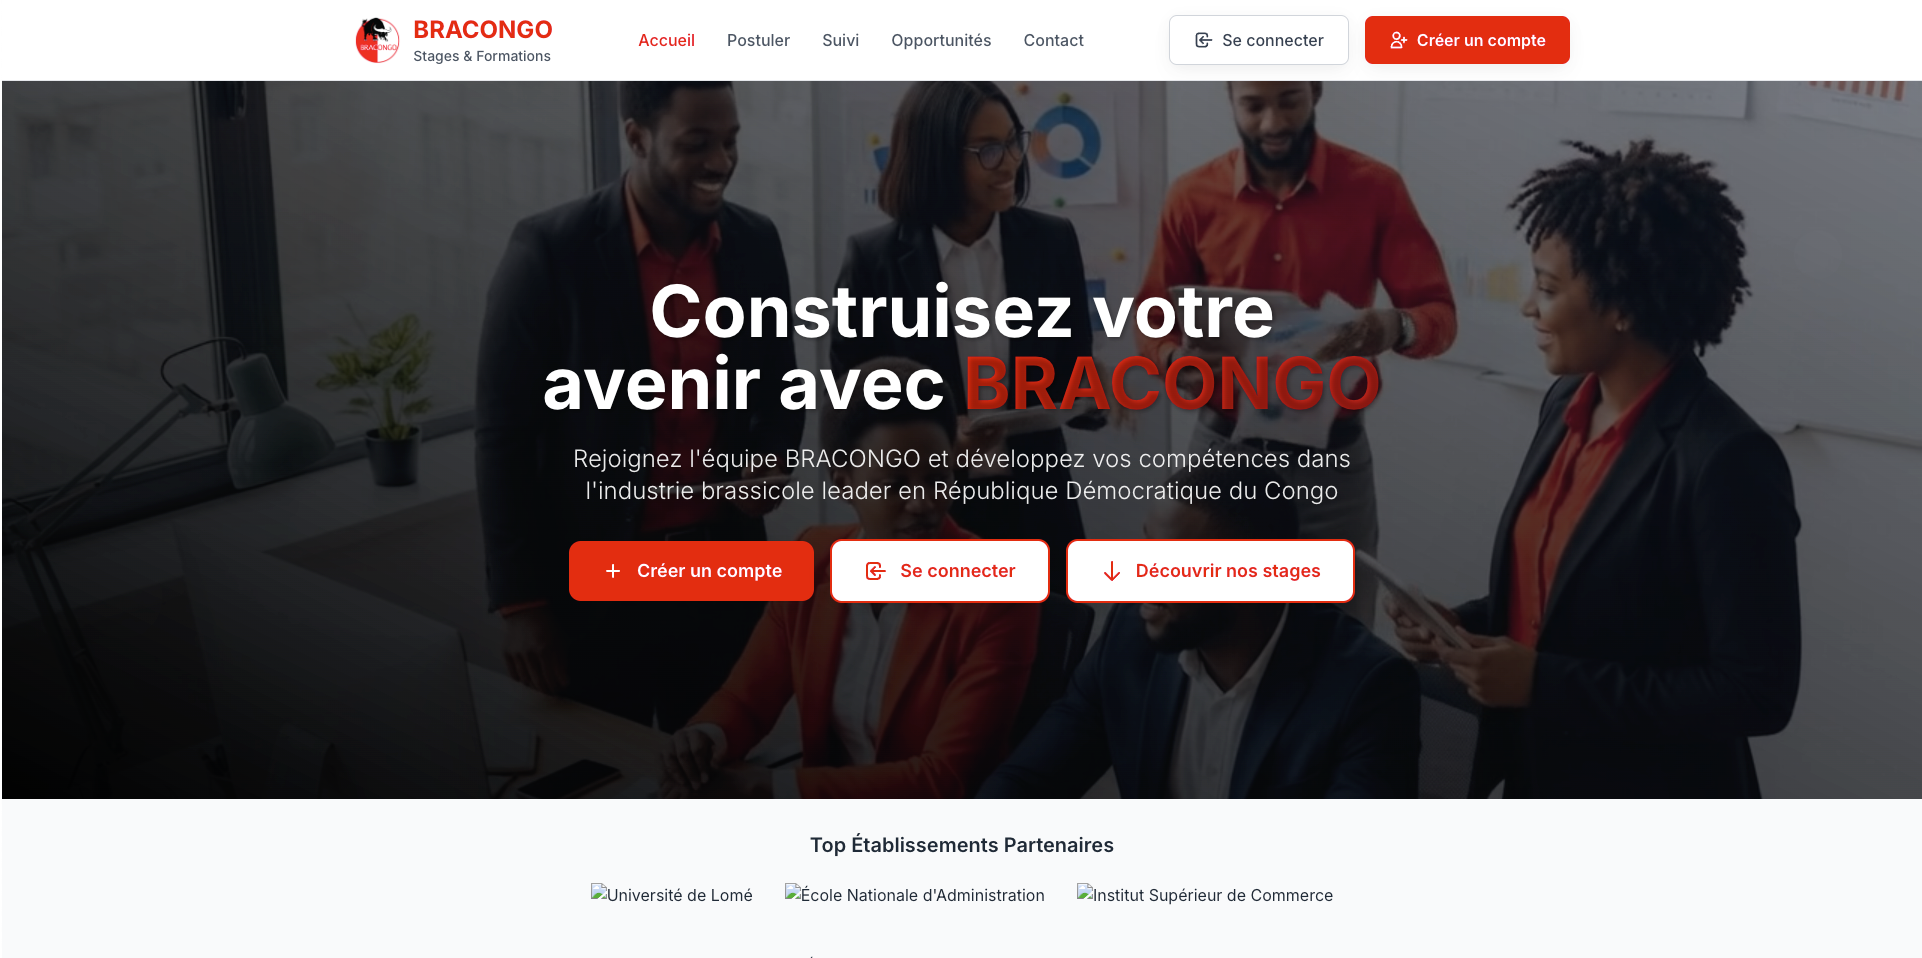 BRACONGO
BRACONGO
Stages & Formations
Accueil
Postuler
Suivi
Opportunités
Contact
Se connecter
Créer un compte
Construisez votre
avenir avec BRACONGO
Rejoignez l'équipe BRACONGO et développez vos compétences dans
l'industrie brassicole leader en République Démocratique du Congo
Créer un compte
Se connecter
Découvrir nos stages
Top Établissements Partenaires
Université de Lomé
École Nationale d'Administration
Institut Supérieur de Commerce